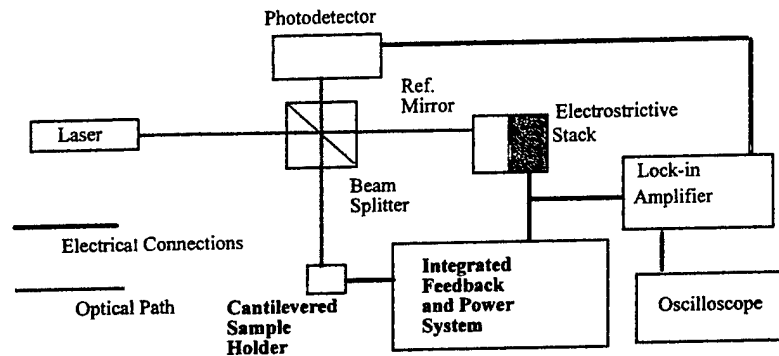 Photodetector
Ref.
Mirror
Electrostrictive
Stack
Laser
Beam
Splitter
Lock-in
Amplifier
Electrical Connections
Optical Path
Cantilevered
Sample
Holder
Integrated
Feedback
and Power
System
Oscilloscope